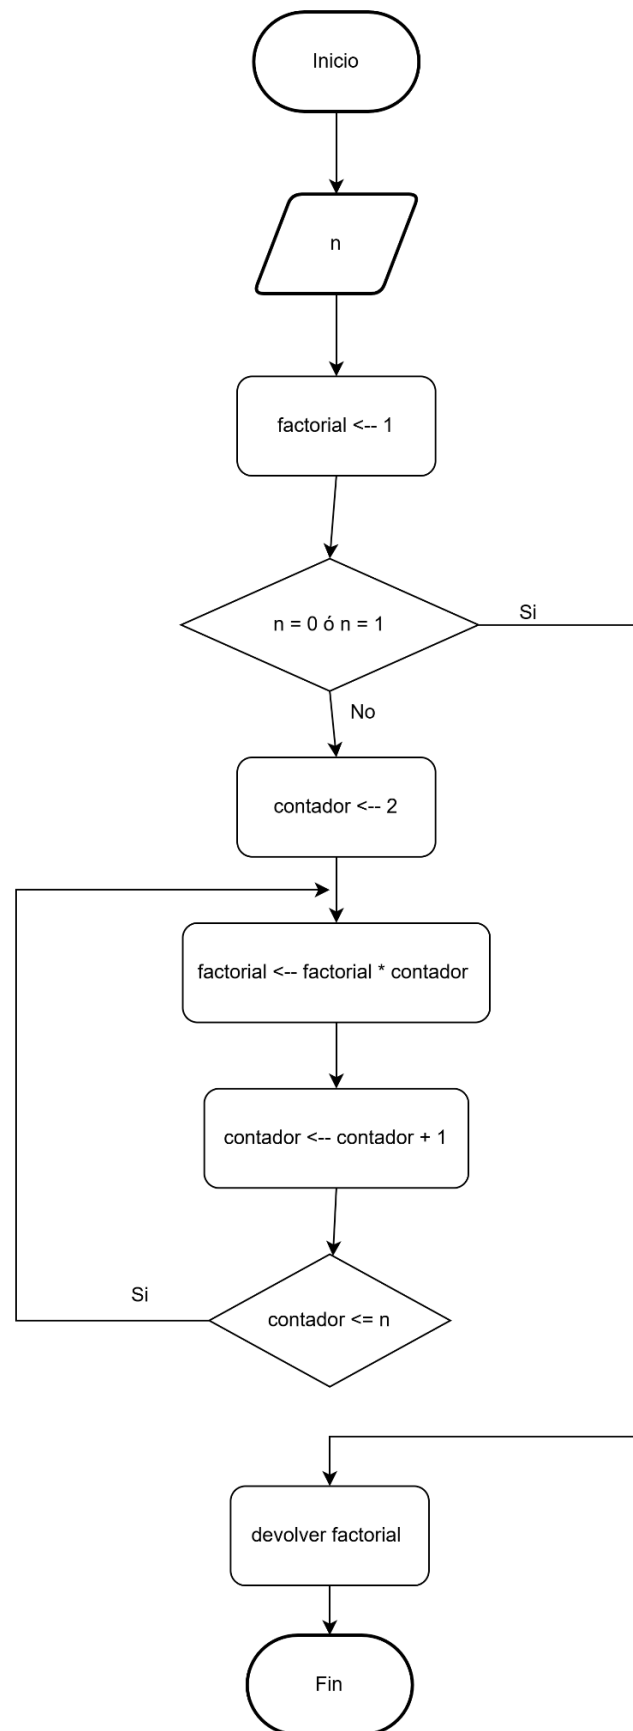 Inicio
n
factorial <-- 1
n = 0 ó n = 1
Si
No
contador <-- 2
factorial <-- factorial * contador
contador <-- contador + 1
Si
contador <= n
devolver factorial
Fin